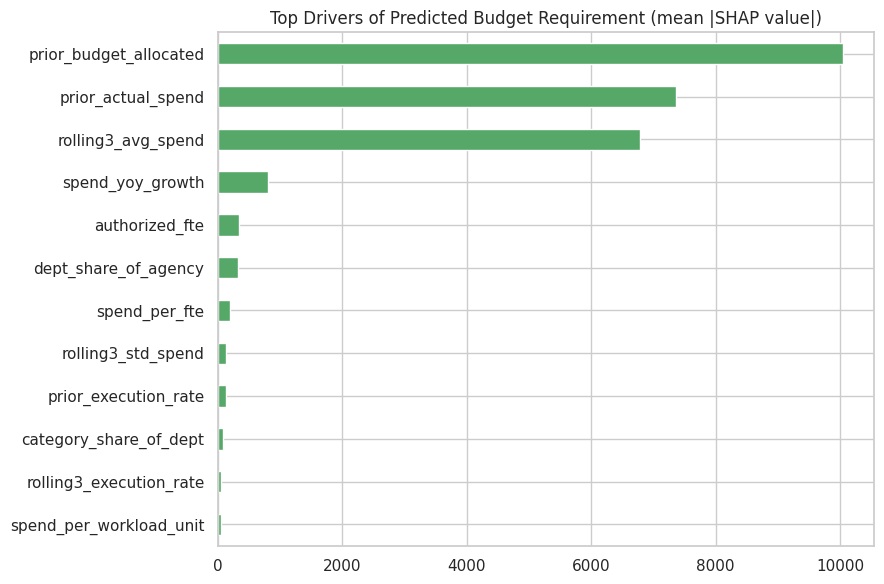 Top Drivers of Predicted Budget Requirement (mean |SHAP value|)
prior_budget_allocated
prior_actual_spend
rolling3_avg_spend
spend_yoy_growth
authorized_fte
dept_share_of_agency
spend_per_fte
rolling3_std_spend
prior_execution_rate
category_share_of_dept
rolling3_execution_rate
spend_per_workload_unit
0 2000 4000 6000 8000 10000